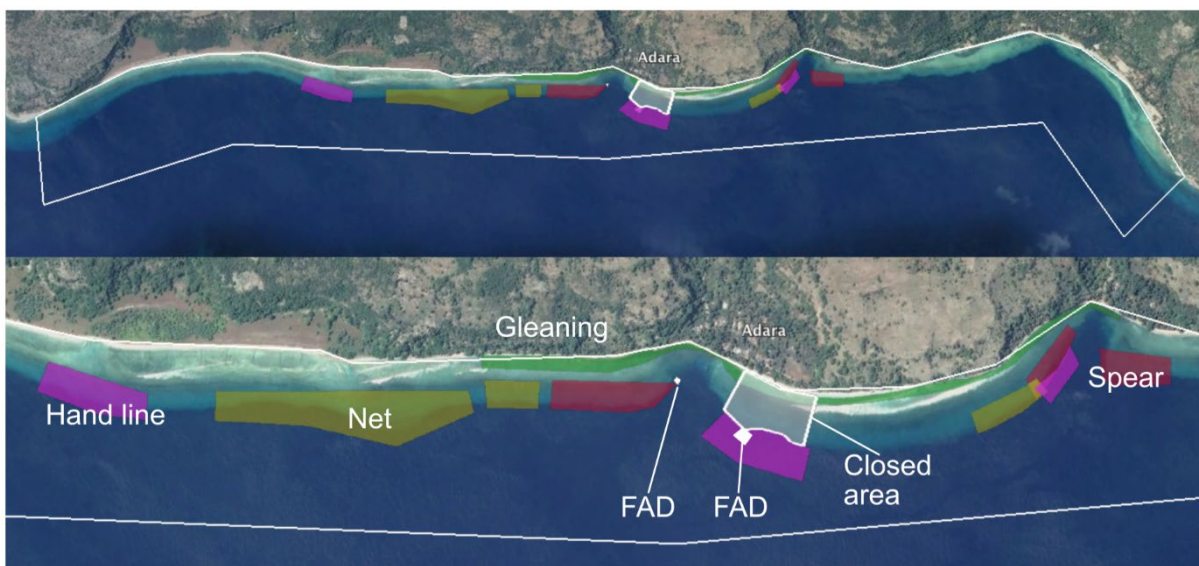 Adara
Gleaning
Adara
Hand line
Net
Spear
Closed
area
FAD
FAD